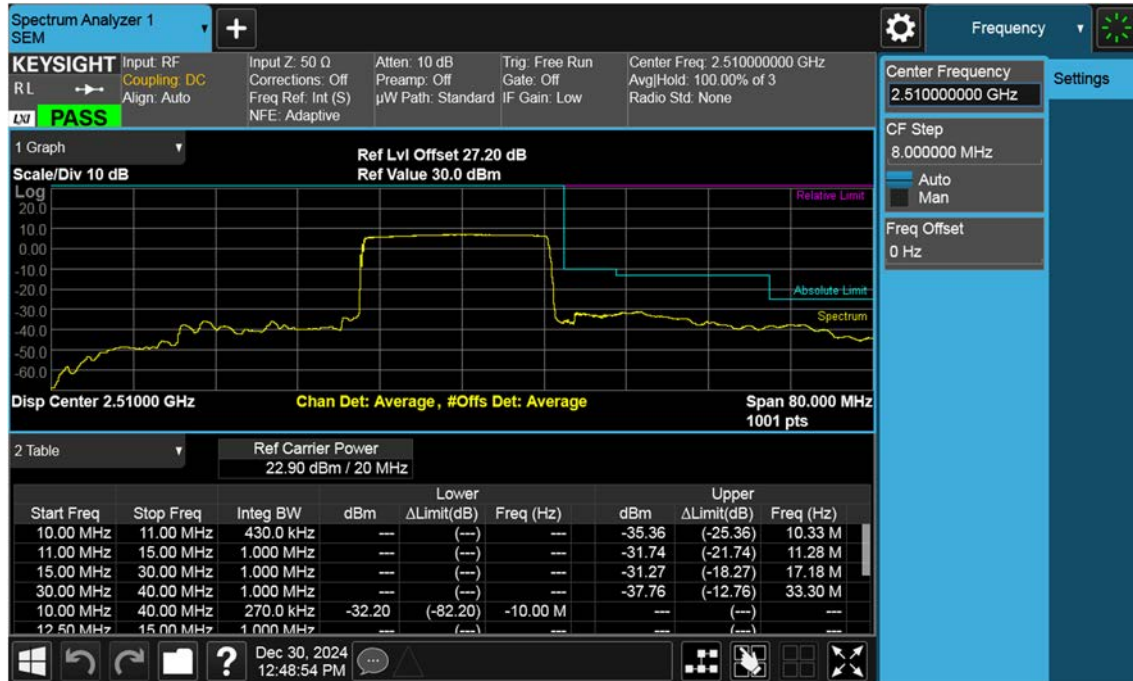 Spectrum Analyzer 1
SEM
Frequency
KEYSIGHT
R L
LXI
PASS
Input: RF
Coupling: DC
Align: Auto
Input Z: 50 Ω
Corrections: Off
Freq Ref: Int (S)
NFE: Adaptive
Atten: 10 dB
Preamp: Off
µW Path: Standard
Trig: Free Run
Gate: Off
IF Gain: Low
Center Freq: 2.510000000 GHz
Avg|Hold: 100.00% of 3
Radio Std: None
Center Frequency
2.510000000 GHz
Settings
CF Step
8.000000 MHz
Auto
Man
Freq Offset
0 Hz
1 Graph
Scale/Div 10 dB
Ref Lvl Offset 27.20 dB
Ref Value 30.0 dBm
Log
20.0
10.0
0.00
-10.0
-20.0
-30.0
-40.0
-50.0
-60.0
Relative Limit
Absolute Limit
Spectrum
Disp Center 2.51000 GHz
Chan Det: Average, #Offs Det: Average
Span 80.000 MHz
1001 pts
2 Table
Ref Carrier Power
22.90 dBm / 20 MHz
Lower Upper
Start Freq Stop Freq Integ BW dBm ΔLimit(dB) Freq (Hz) dBm ΔLimit(dB) Freq (Hz)
10.00 MHz 11.00 MHz 430.0 kHz --- (---) --- -35.36 (-25.36) 10.33 M
11.00 MHz 15.00 MHz 1.000 MHz --- (---) --- -31.74 (-21.74) 11.28 M
15.00 MHz 30.00 MHz 1.000 MHz --- (---) --- -31.27 (-18.27) 17.18 M
30.00 MHz 40.00 MHz 1.000 MHz --- (---) --- -37.76 (-12.76) 33.30 M
10.00 MHz 40.00 MHz 270.0 kHz -32.20 (-82.20) -10.00 M --- (---) ---
12.50 MHz 15.00 MHz 1.000 MHz --- (---) --- --- (---) ---
?
Dec 30, 2024
12:48:54 PM